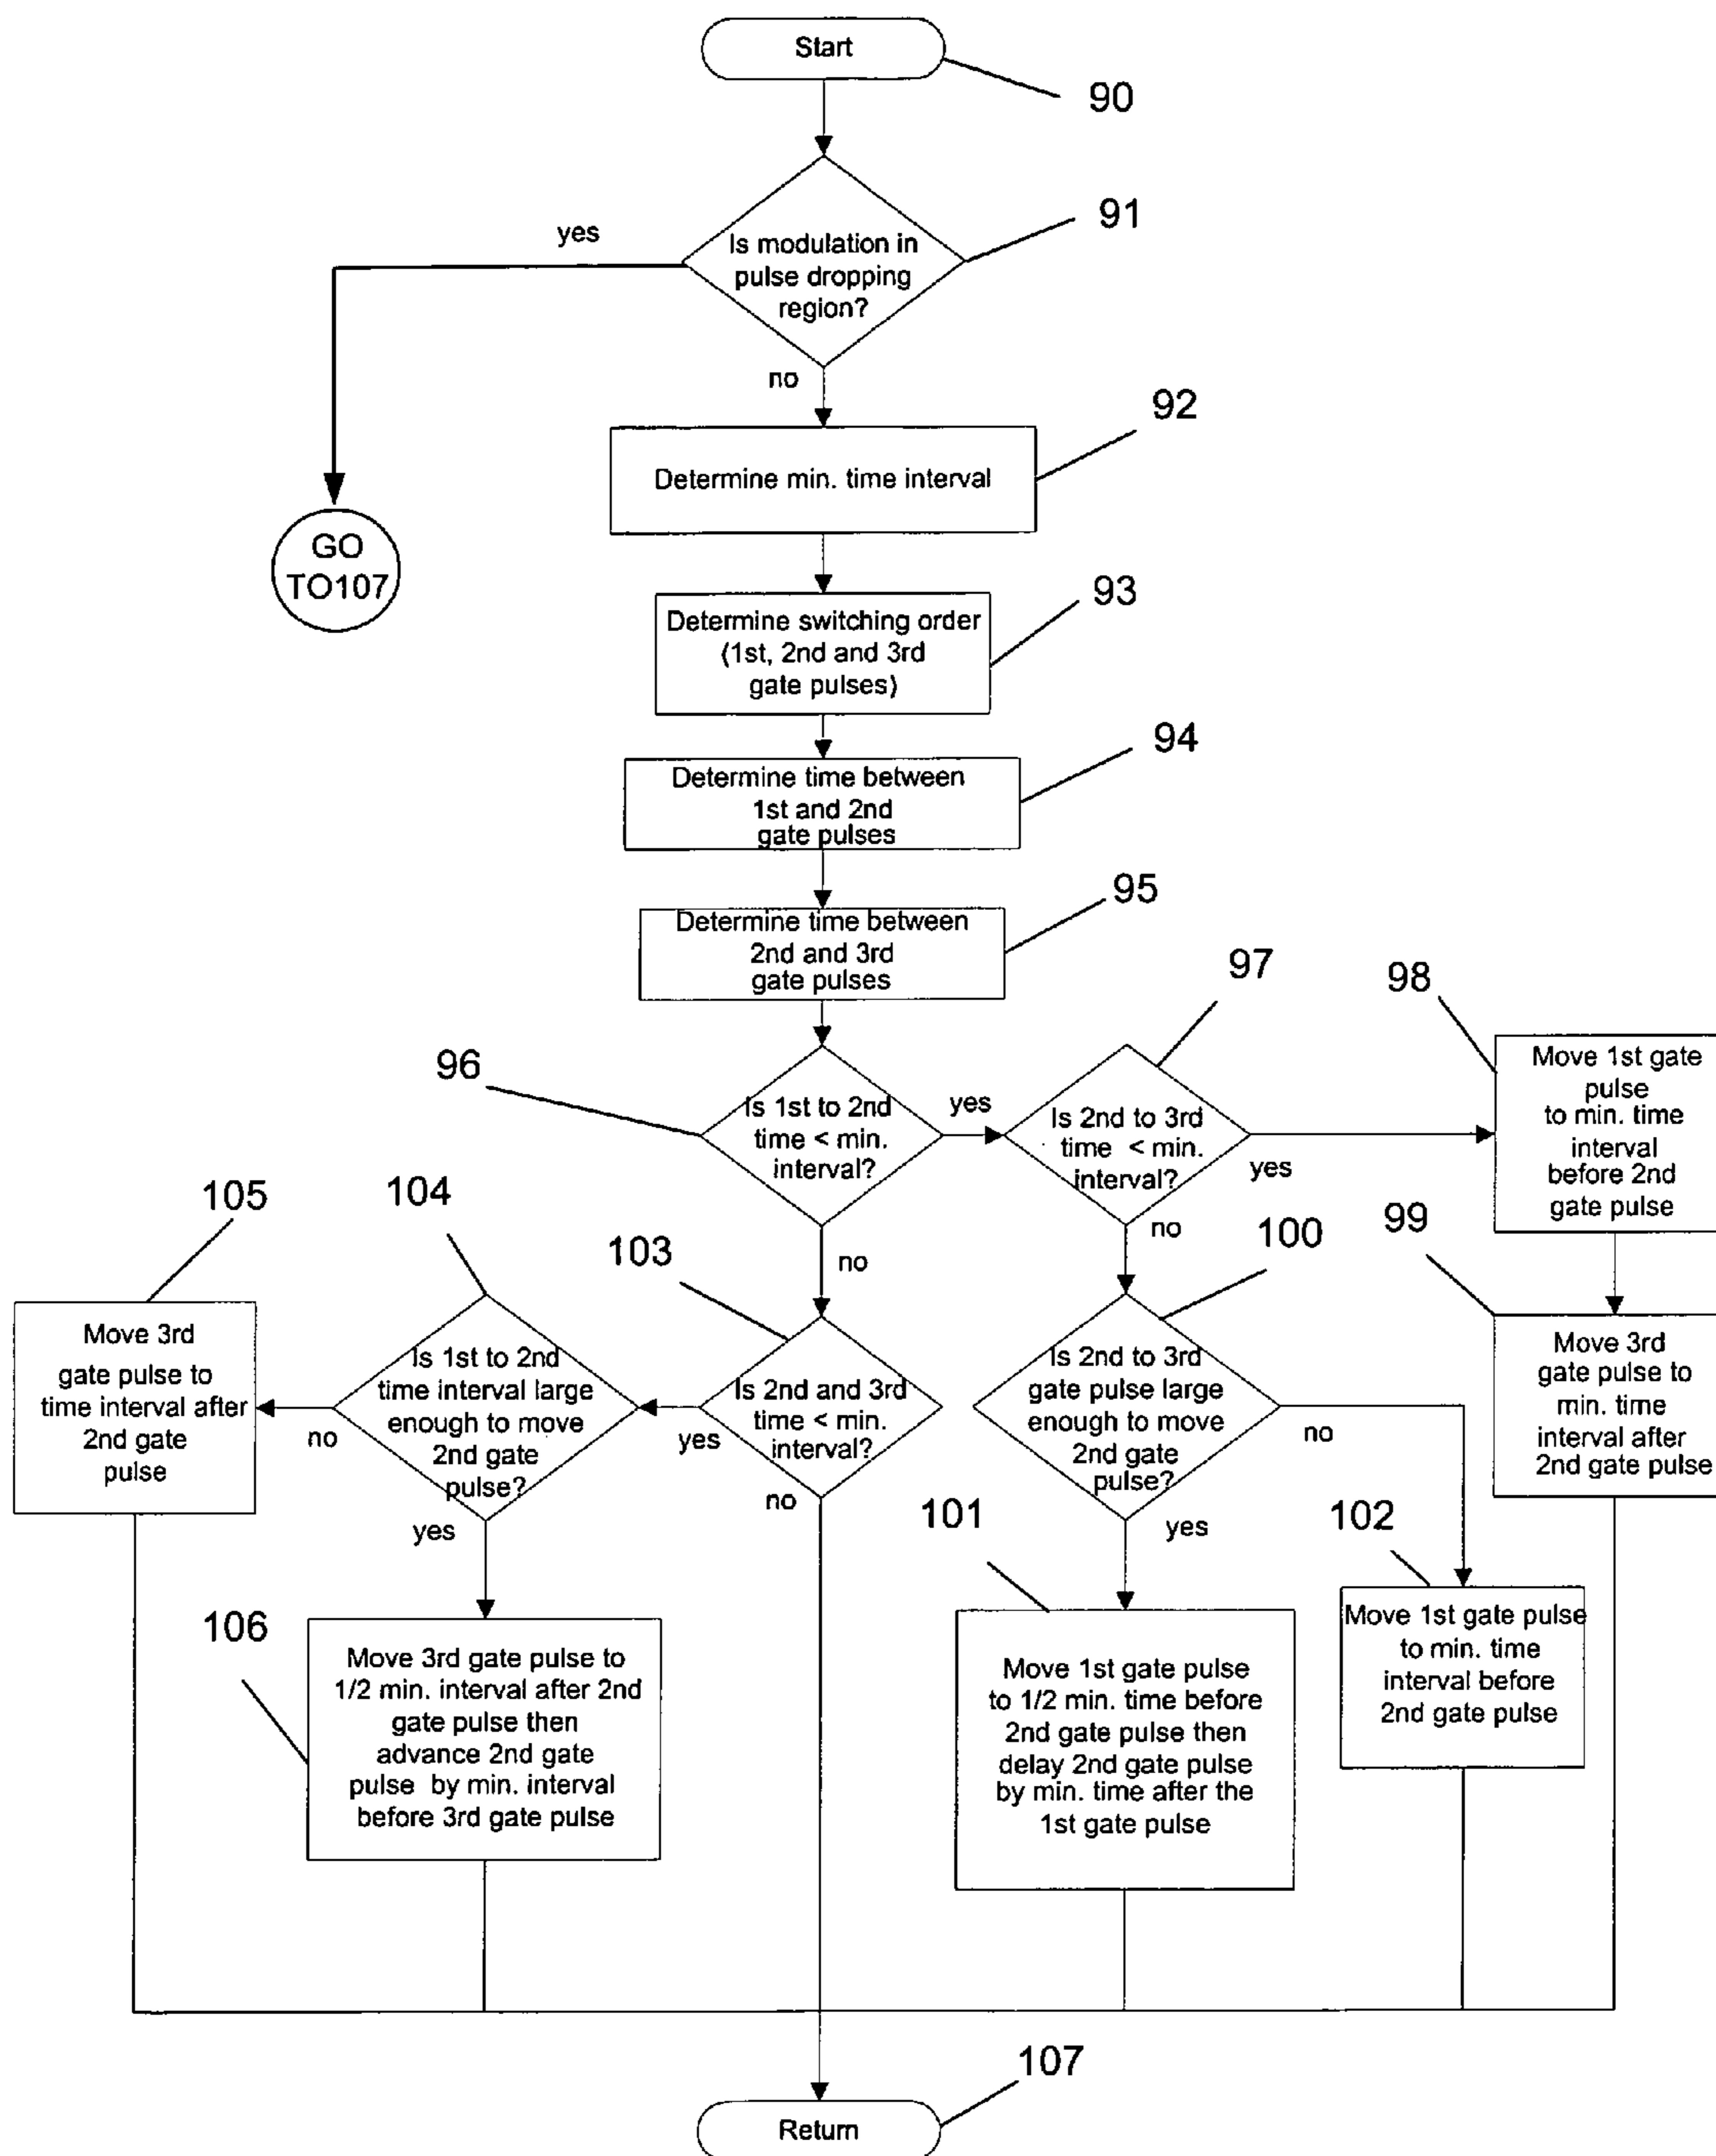 Start
90
Is modulation in
pulse dropping
region?
91
yes
no
GO
TO107
Determine min. time interval
92
Determine switching order
(1st, 2nd and 3rd
gate pulses)
93
Determine time between
1st and 2nd
gate pulses
94
Determine time between
2nd and 3rd
gate pulses
95
96
Is 1st to 2nd
time < min.
interval?
yes
no
97
Is 2nd to 3rd
time < min.
interval?
yes
no
98
Move 1st gate
pulse
to min. time
interval
before 2nd
gate pulse
99
Move 3rd
gate pulse to
min. time
interval after
2nd gate pulse
100
Is 2nd to 3rd
gate pulse large
enough to move
2nd gate
pulse?
no
yes
103
Is 2nd and 3rd
time < min.
interval?
yes
no
104
Is 1st to 2nd
time interval large
enough to move
2nd gate
pulse?
no
yes
105
Move 3rd
gate pulse to
time interval after
2nd gate
pulse
106
Move 3rd gate pulse to
1/2 min. interval after 2nd
gate pulse then
advance 2nd gate
pulse by min. interval
before 3rd gate pulse
101
Move 1st gate pulse
to 1/2 min. time before
2nd gate pulse then
delay 2nd gate pulse
by min. time after the
1st gate pulse
102
Move 1st gate pulse
to min. time
interval before
2nd gate pulse
107
Return